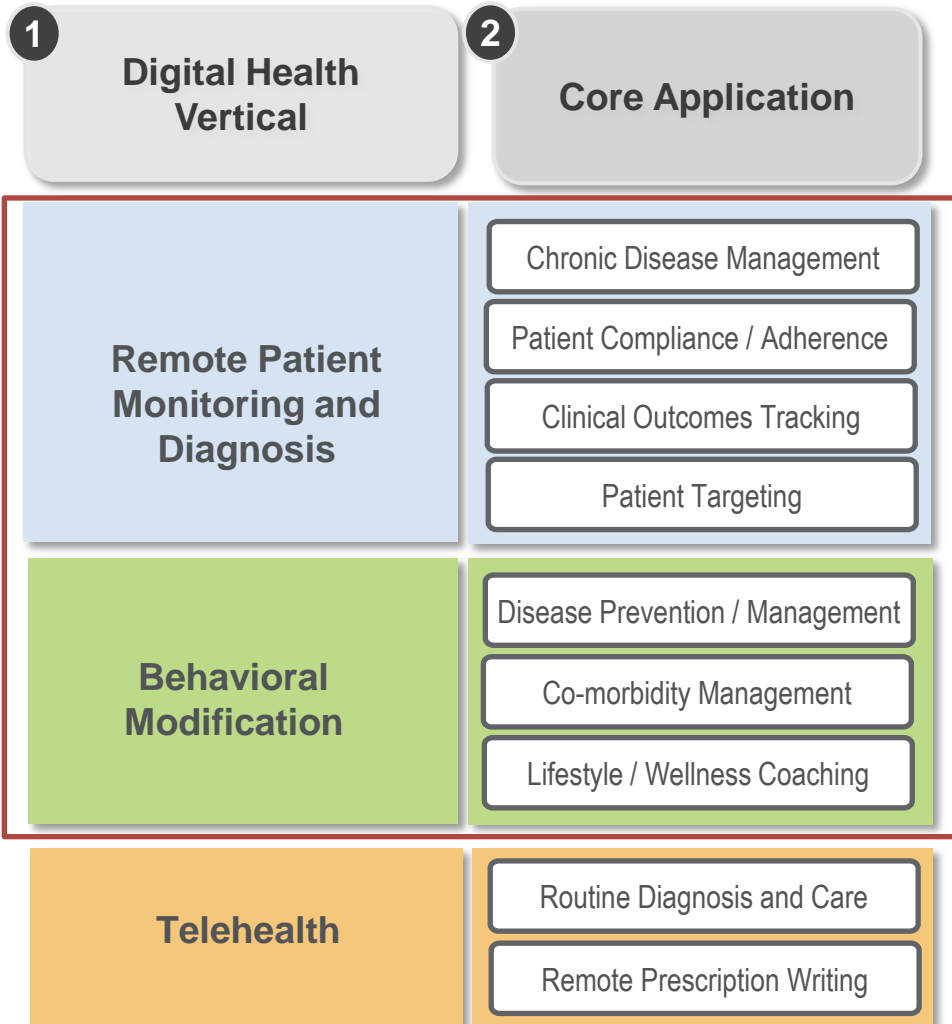 1
Digital Health
Vertical
2
Core Application
Remote Patient
Monitoring and
Diagnosis
Chronic Disease Management
Patient Compliance / Adherence
Clinical Outcomes Tracking
Patient Targeting
Behavioral
Modification
Disease Prevention / Management
Co-morbidity Management
Lifestyle / Wellness Coaching
Telehealth
Routine Diagnosis and Care
Remote Prescription Writing